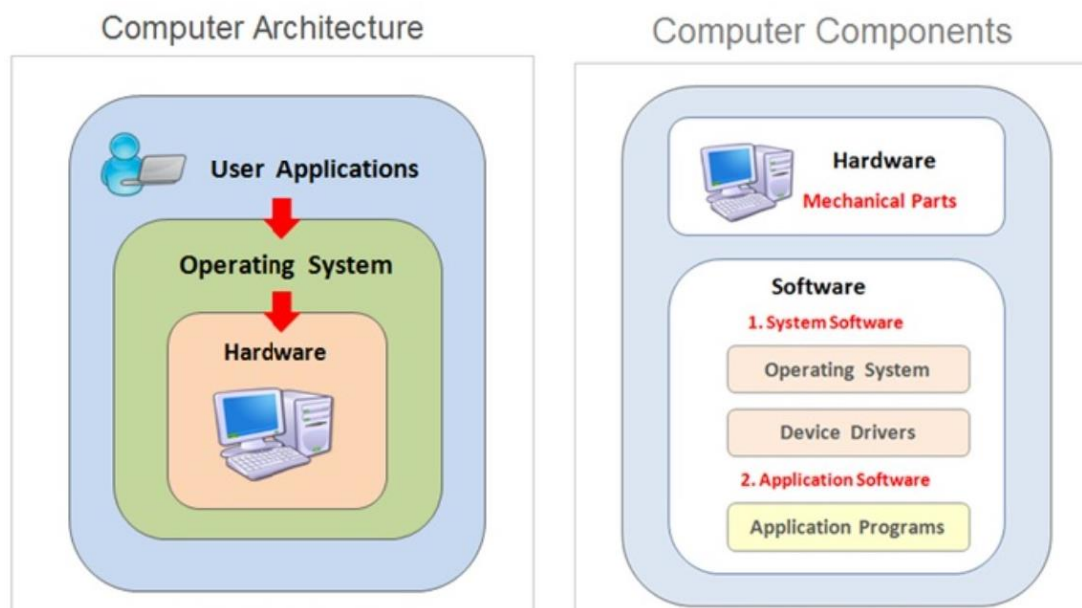 Computer Architecture
User Applications
Operating System
Hardware
Computer Components
Hardware
Mechanical Parts
Software
1. System Software
Operating System
Device Drivers
2. Application Software
Application Programs